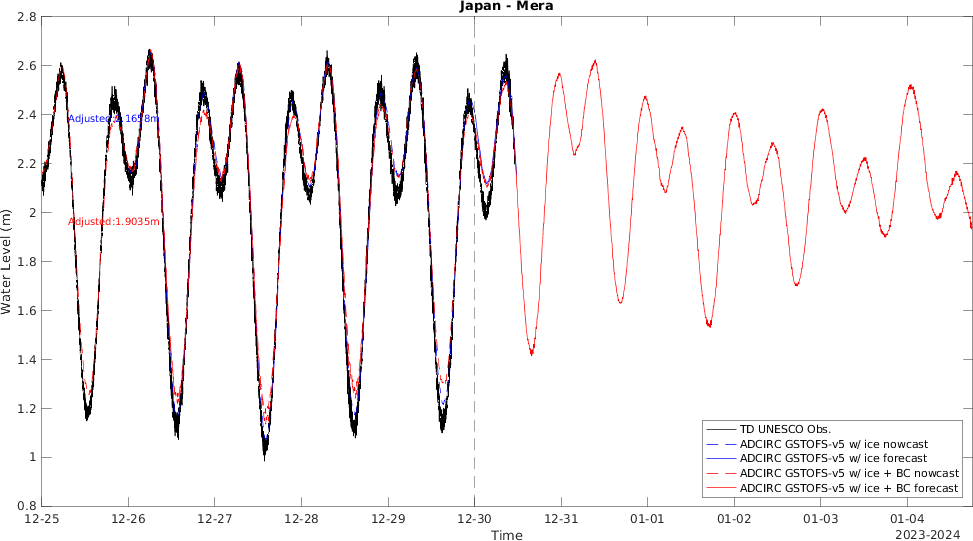 Japan - Mera
Water Level (m)
2.8
2.6
2.4
2.2
2
1.8
1.6
1.4
1.2
1
0.8
Adjusted:2.1658m
Adjusted:1.9035m
TD UNESCO Obs.
ADCIRC GSTOFS-v5 w/ ice nowcast
ADCIRC GSTOFS-v5 w/ ice forecast
ADCIRC GSTOFS-v5 w/ ice + BC nowcast
ADCIRC GSTOFS-v5 w/ ice + BC forecast
12-25 12-26 12-27 12-28 12-29 12-30 12-31 01-01 01-02 01-03 01-04
Time
2023-2024